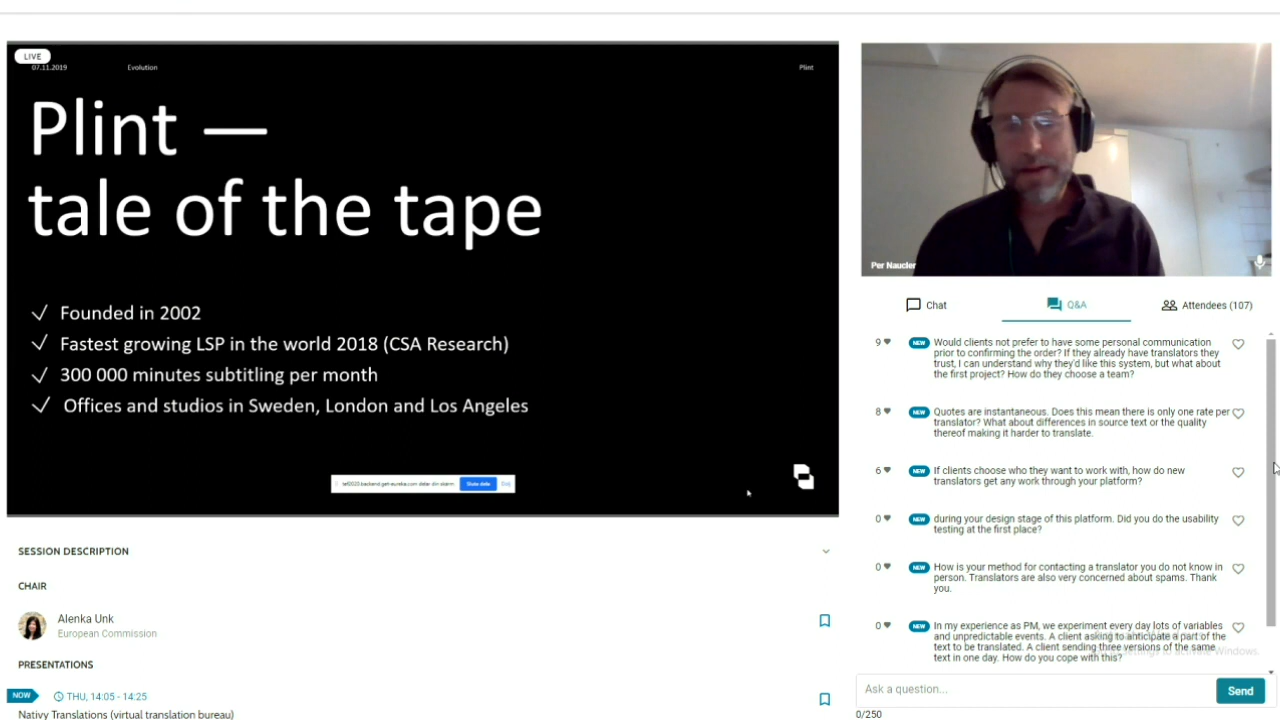 LIVE
07.11.2019
Evolution
Plint
Plint —
tale of the tape
✓ Founded in 2002
✓ Fastest growing LSP in the world 2018 (CSA Research)
✓ 300 000 minutes subtitling per month
✓ Offices and studios in Sweden, London and Los Angeles
Per Naucler
Chat
Q&A
Attendees (107)
9
NEW
Would clients not prefer to have some personal communication
prior to confirming the order? If they already have translators they
trust, I can understand why they'd like this system, but what about
the first project? How do they choose a team?
8
NEW
Quotes are instantaneous. Does this mean there is only one rate per
translator? What about differences in source text or the quality
thereof making it harder to translate.
6
NEW
If clients choose who they want to work with, how do new
translators get any work through your platform?
0
NEW
during your design stage of this platform. Did you do the usability
testing at the first place?
0
NEW
How is your method for contacting a translator you do not know in
person. Translators are also very concerned about spams. Thank
you.
0
NEW
In my experience as PM, we experiment every day lots of variables
and unpredictable events. A client asking to anticipate a part of the
text to be translated. A client sending three versions of the same
text in one day. How do you cope with this?
Settings to activate Windows.
Ask a question...
Send
0/250
SESSION DESCRIPTION
CHAIR
Alenka Unk
European Commission
PRESENTATIONS
NOW
THU, 14:05 - 14:25
Nativy Translations (virtual translation bureau)